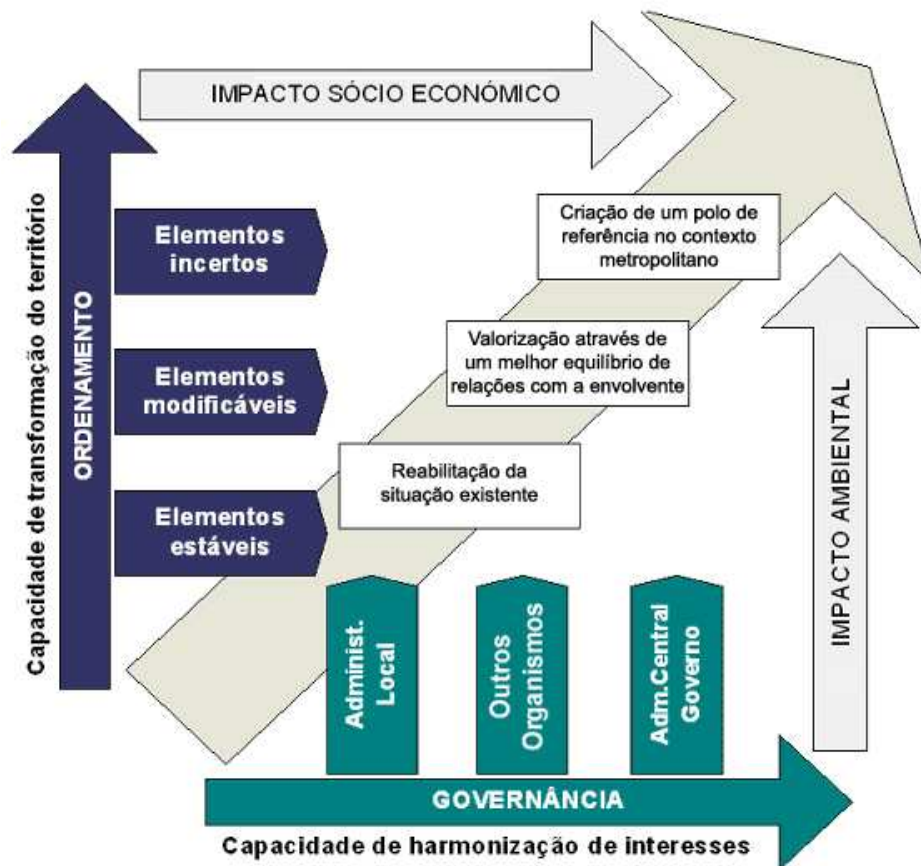 IMPACTO SÓCIO ECONÓMICO
Capacidade de transformação do território
ORDENAMENTO
Elementos
incertos
Elementos
modificáveis
Elementos
estáveis
Criação de um polo de
referência no contexto
metropolitano
Valorização através de
um melhor equilíbrio de
relações com a envolvente
Reabilitação da
situação existente
IMPACTO AMBIENTAL
Administ.
Local
Outros
Organismos
Adm.Central
Governo
GOVERNÂNCIA
Capacidade de harmonização de interesses